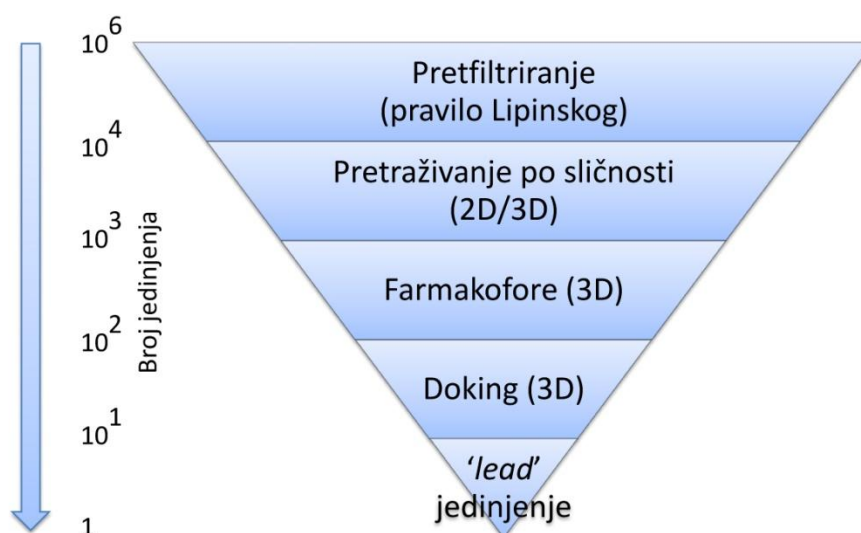 10^6
Pretfiltriranje
(pravilo Lipinskog)
10^4
Pretraživanje po sličnosti
(2D/3D)
10^3
Broj jedinjenja
Farmakofore (3D)
10^2
Doking (3D)
10^1
‘lead’
jedinjenje
1